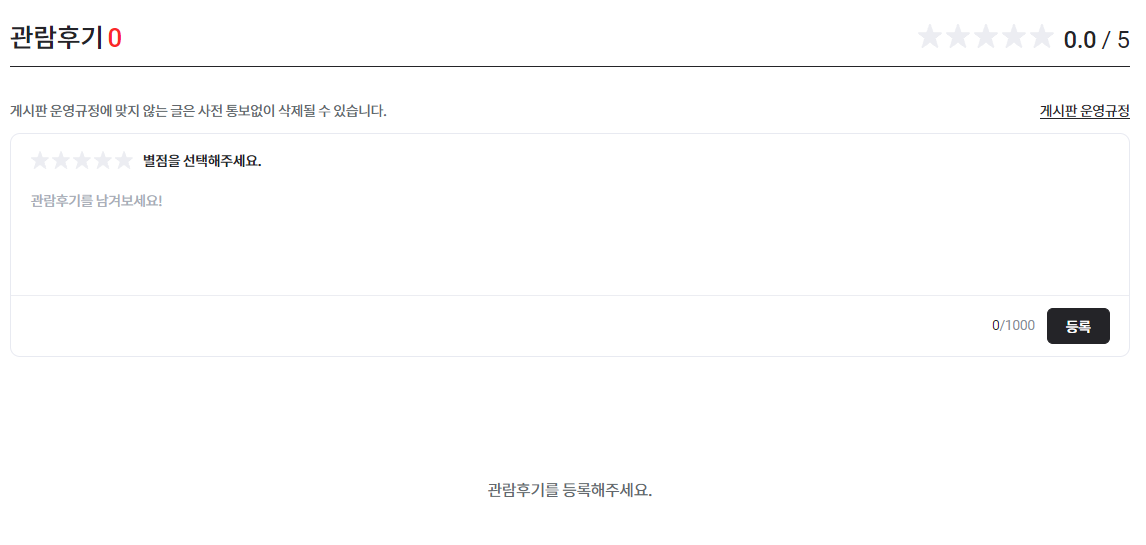 관람후기 0
0.0 / 5
게시판 운영규정에 맞지 않는 글은 사전 통보없이 삭제될 수 있습니다.
게시판 운영규정
별점을 선택해주세요.
관람후기를 남겨보세요!
0/1000
등록
관람후기를 등록해주세요.